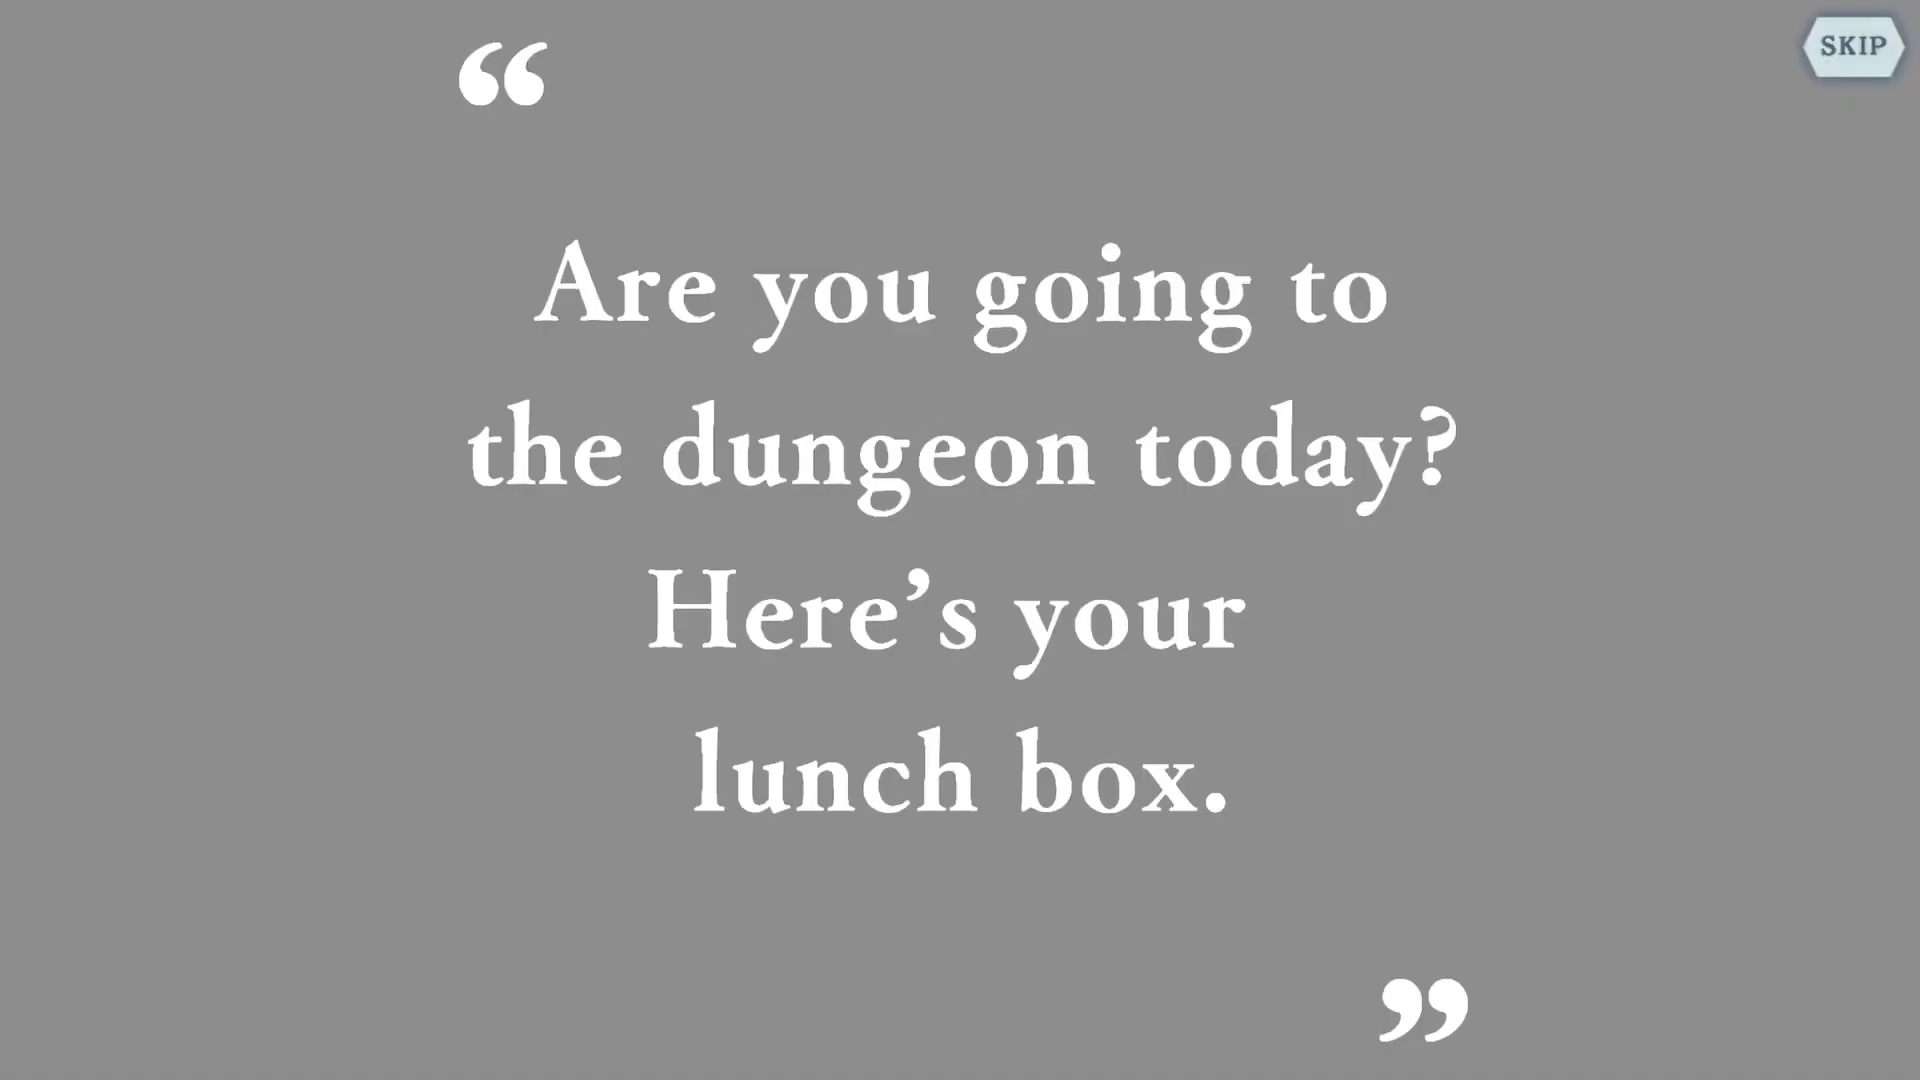 SKIP
“
Are you going to
the dungeon today?
Here’s your
lunch box.
”